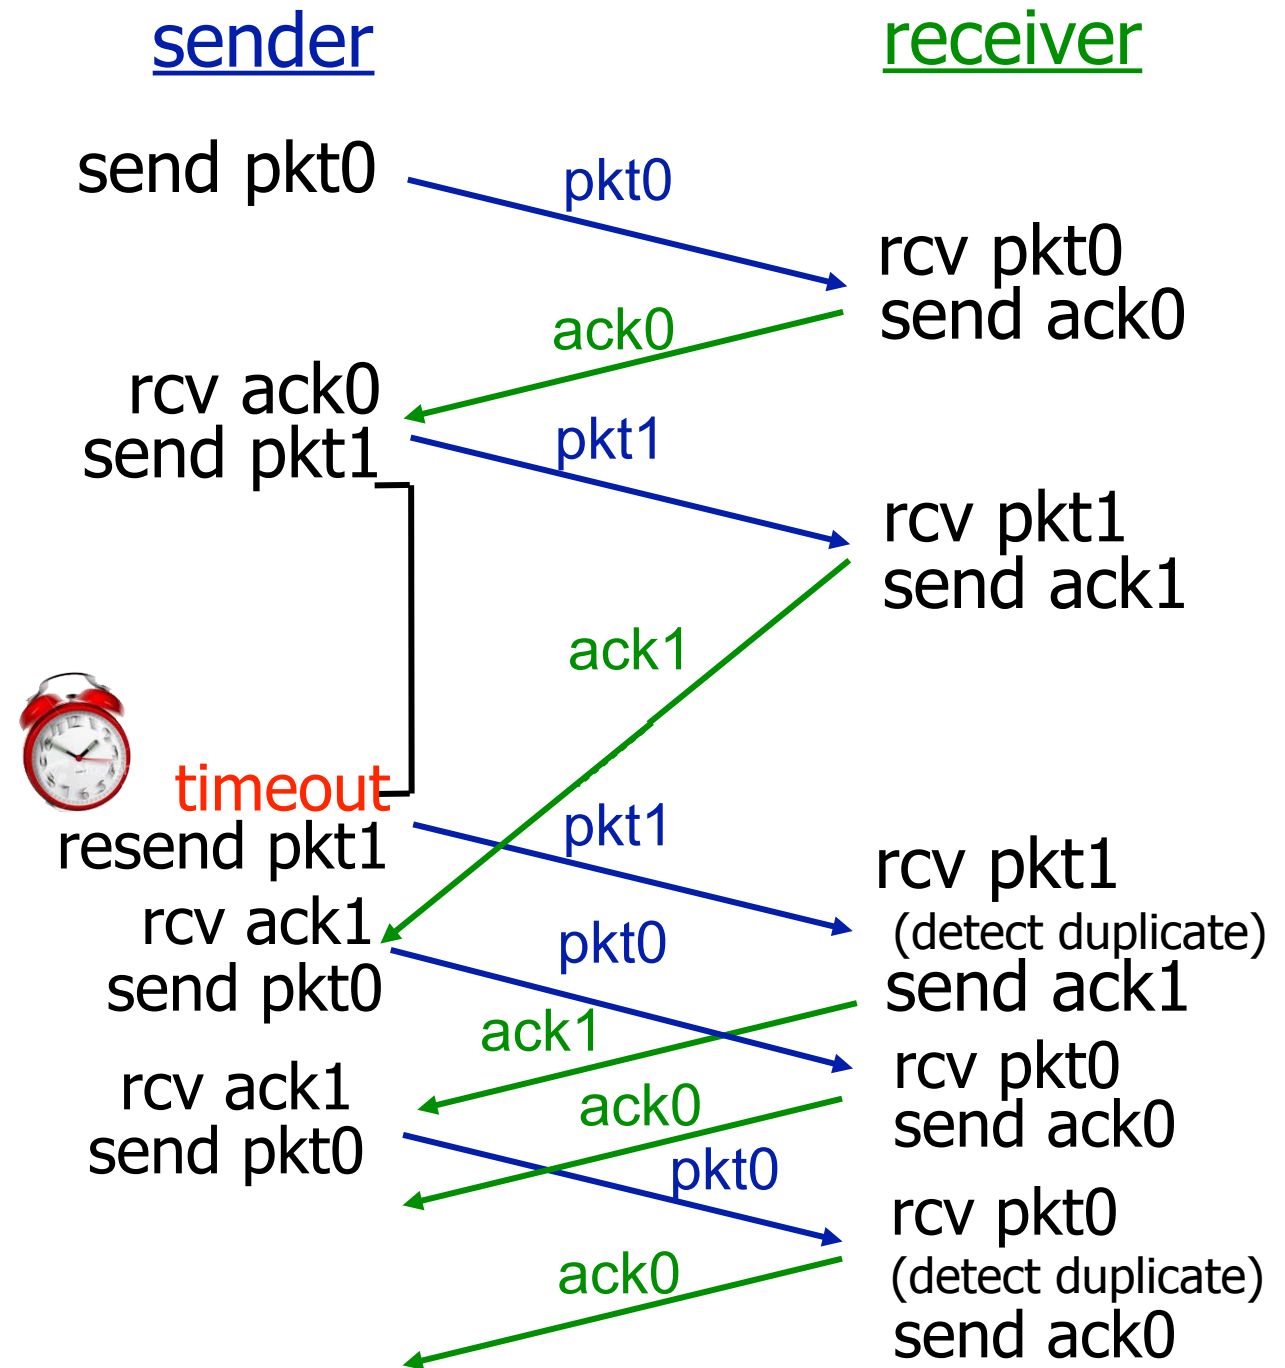 sender
receiver
send pkt0
pkt0
rcv pkt0
send ack0
ack0
rcv ack0
send pkt1
pkt1
rcv pkt1
send ack1
ack1
timeout
resend pkt1
pkt1
rcv pkt1
(detect duplicate)
send ack1
rcv ack1
send pkt0
pkt0
ack1
rcv pkt0
send ack0
rcv ack1
send pkt0
ack0
pkt0
rcv pkt0
(detect duplicate)
send ack0
ack0